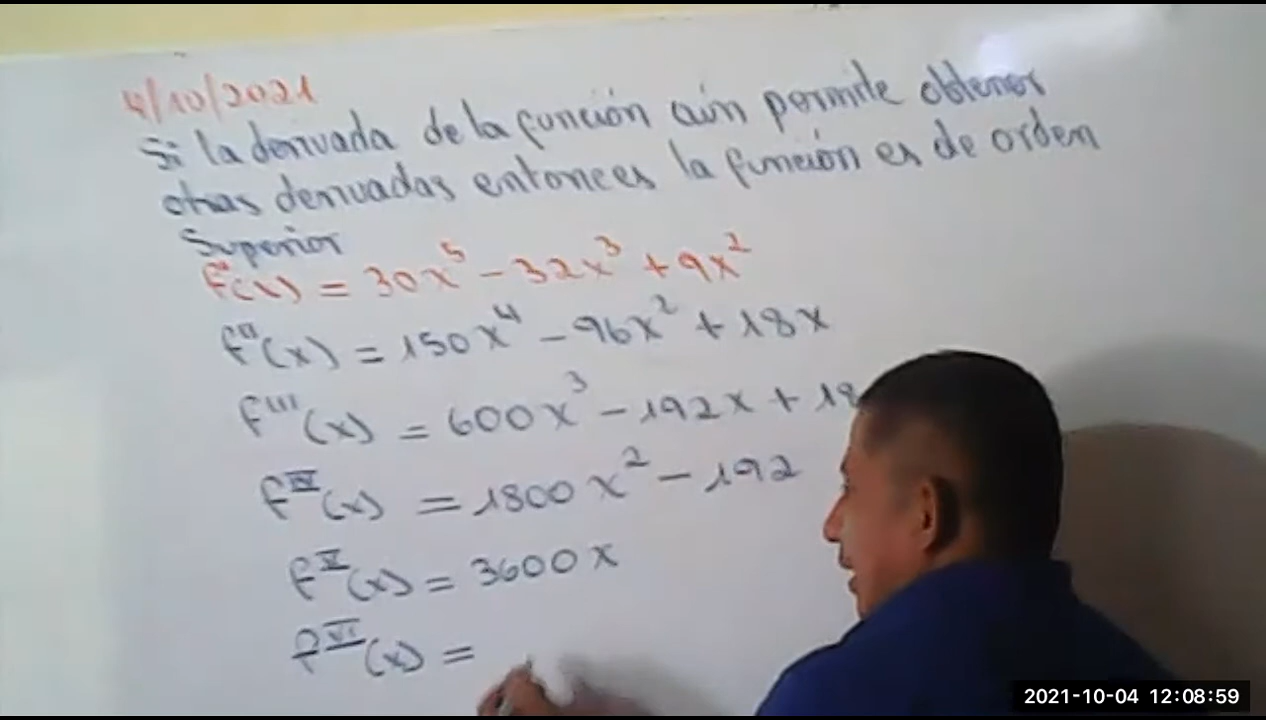 4/10/2021
Si la derivada de la función aún permite obtener
otras derivadas entonces la función es de orden
Superior
f'(x) = 30x⁵ - 32x³ + 9x²
f''(x) = 150x⁴ - 96x² + 18x
f'''(x) = 600x³ - 192x + 18
f^IV(x) = 1800x² - 192
f^V(x) = 3600x
f^VI(x) =
2021-10-04 12:08:59